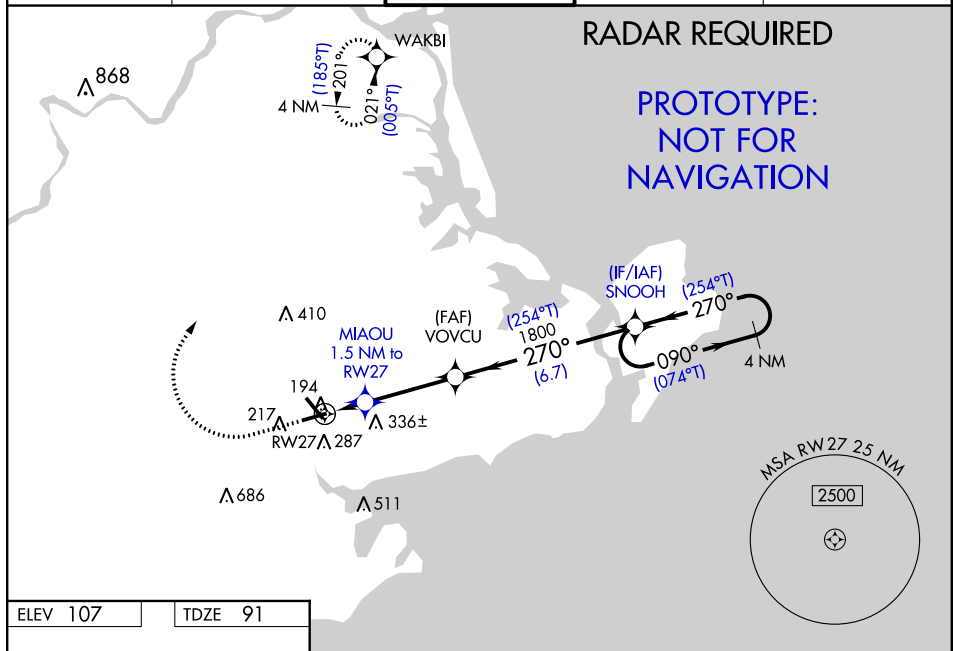 RADAR REQUIRED
PROTOTYPE:
NOT FOR
NAVIGATION
WAKBI
(185°T)
201°
021°
(005°T)
4 NM
868
(IF/IAF)
SNOOH
(254°T)
270°
090°
(074°T)
4 NM
(FAF)
VOVCU
(254°T)
1800
270°
(6.7)
MIAOU
1.5 NM to
RW27
410
194
217
RW27
287
336±
686
511
MSA RW27 25 NM
2500
ELEV 107
TDZE 91